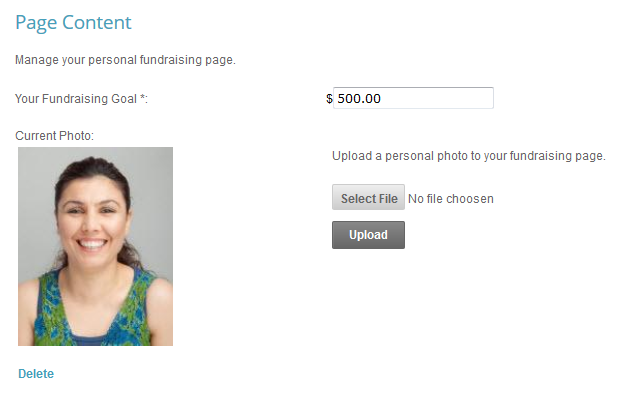 Page Content
Manage your personal fundraising page.
Your Fundraising Goal *:
$ 500.00
Current Photo:
Upload a personal photo to your fundraising page.
Select File No file choosen
Upload
Delete